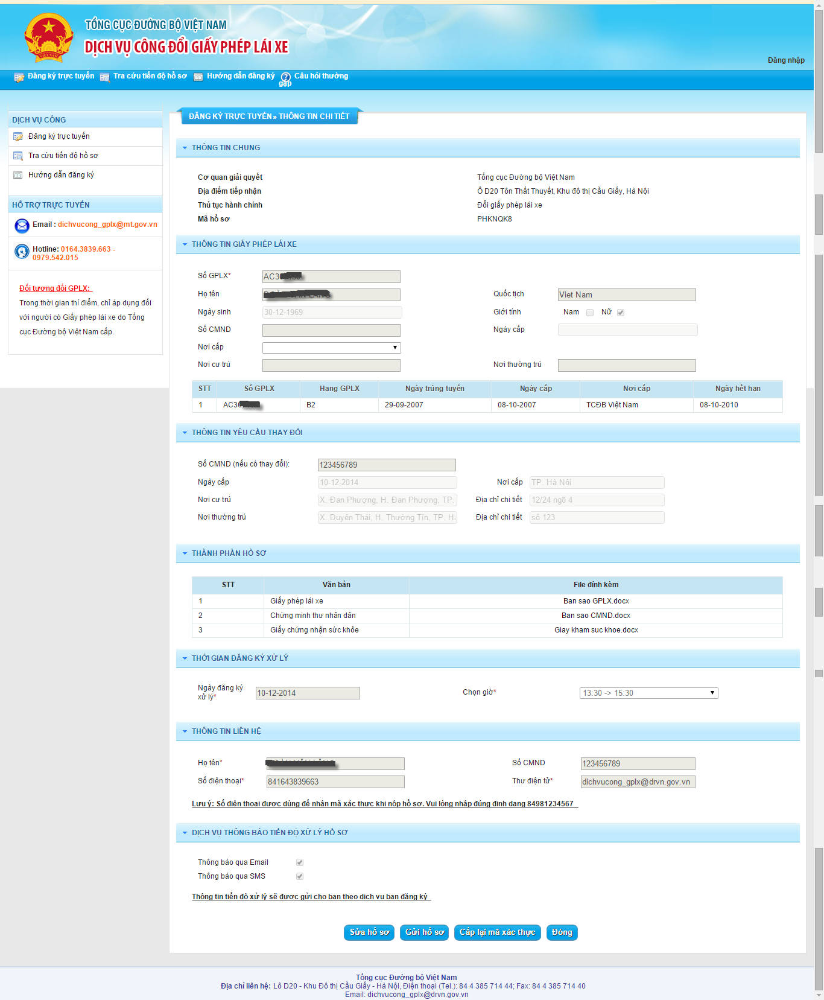 TỔNG CỤC ĐƯỜNG BỘ VIỆT NAM
DỊCH VỤ CÔNG ĐỔI GIẤY PHÉP LÁI XE
Đăng nhập
Đăng ký trực tuyến Tra cứu tiến độ hồ sơ Hướng dẫn đăng ký Câu hỏi thường
gặp
DỊCH VỤ CÔNG
Đăng ký trực tuyến
Tra cứu tiến độ hồ sơ
Hướng dẫn đăng ký
HỖ TRỢ TRỰC TUYẾN
Email : dichvucong_gplx@mt.gov.vn
Hotline: 0164.3839.663 -
0979.542.015
Đối tượng đổi GPLX:
Trong thời gian thí điểm, chỉ áp dụng đối
với người có Giấy phép lái xe do Tổng
cục Đường bộ Việt Nam cấp.
ĐĂNG KÝ TRỰC TUYẾN » THÔNG TIN CHI TIẾT
THÔNG TIN CHUNG
Cơ quan giải quyết Tổng cục Đường bộ Việt Nam
Địa điểm tiếp nhận Ô D20 Tôn Thất Thuyết, Khu đô thị Cầu Giấy, Hà Nội
Thủ tục hành chính Đổi giấy phép lái xe
Mã hồ sơ PHKNQK8
THÔNG TIN GIẤY PHÉP LÁI XE
Số GPLX*
Họ tên Quốc tịch Viet Nam
Ngày sinh 30-12-1969 Giới tính Nam Nữ
Số CMND Ngày cấp
Nơi cấp
Nơi cư trú Nơi thường trú
STT Số GPLX Hạng GPLX Ngày trúng tuyển Ngày cấp Nơi cấp Ngày hết hạn
1 B2 29-09-2007 08-10-2007 TCĐB Việt Nam 08-10-2010
THÔNG TIN YÊU CẦU THAY ĐỔI
Số CMND (nếu có thay đổi): 123456789
Ngày cấp 10-12-2014 Nơi cấp TP. Hà Nội
Nơi cư trú X. Đan Phượng, H. Đan Phượng, TP. Địa chỉ chi tiết 12/24 ngõ 4
Nơi thường trú X. Duyên Thái, H. Thường Tín, TP. Hà Địa chỉ chi tiết số 123
THÀNH PHẦN HỒ SƠ
STT Văn bản File đính kèm
1 Giấy phép lái xe Ban sao GPLX.docx
2 Chứng minh thư nhân dân Ban sao CMND.docx
3 Giấy chứng nhận sức khỏe Giay kham suc khoe.docx
THỜI GIAN ĐĂNG KÝ XỬ LÝ
Ngày đăng ký
xử lý* 10-12-2014 Chọn giờ* 13:30 -> 15:30
THÔNG TIN LIÊN HỆ
Họ tên* Số CMND 123456789
Số điện thoại* 841643839663 Thư điện tử* dichvucong_gplx@drvn.gov.vn
Lưu ý: Số điện thoại được dùng để nhận mã xác thực khi nộp hồ sơ. Vui lòng nhập đúng định dạng 84981234567
DỊCH VỤ THÔNG BÁO TIẾN ĐỘ XỬ LÝ HỒ SƠ
Thông báo qua Email
Thông báo qua SMS
Thông tin tiến độ xử lý sẽ được gửi cho bạn theo dịch vụ bạn đăng ký
Sửa hồ sơ Gửi hồ sơ Cấp lại mã xác thực Đóng
Tổng cục Đường bộ Việt Nam
Địa chỉ liên hệ: Lô D20 - Khu Đô thị Cầu Giấy - Hà Nội, Điện thoại (Tel.): 84 4 385 714 44; Fax: 84 4 385 714 40
Email: dichvucong_gplx@drvn.gov.vn